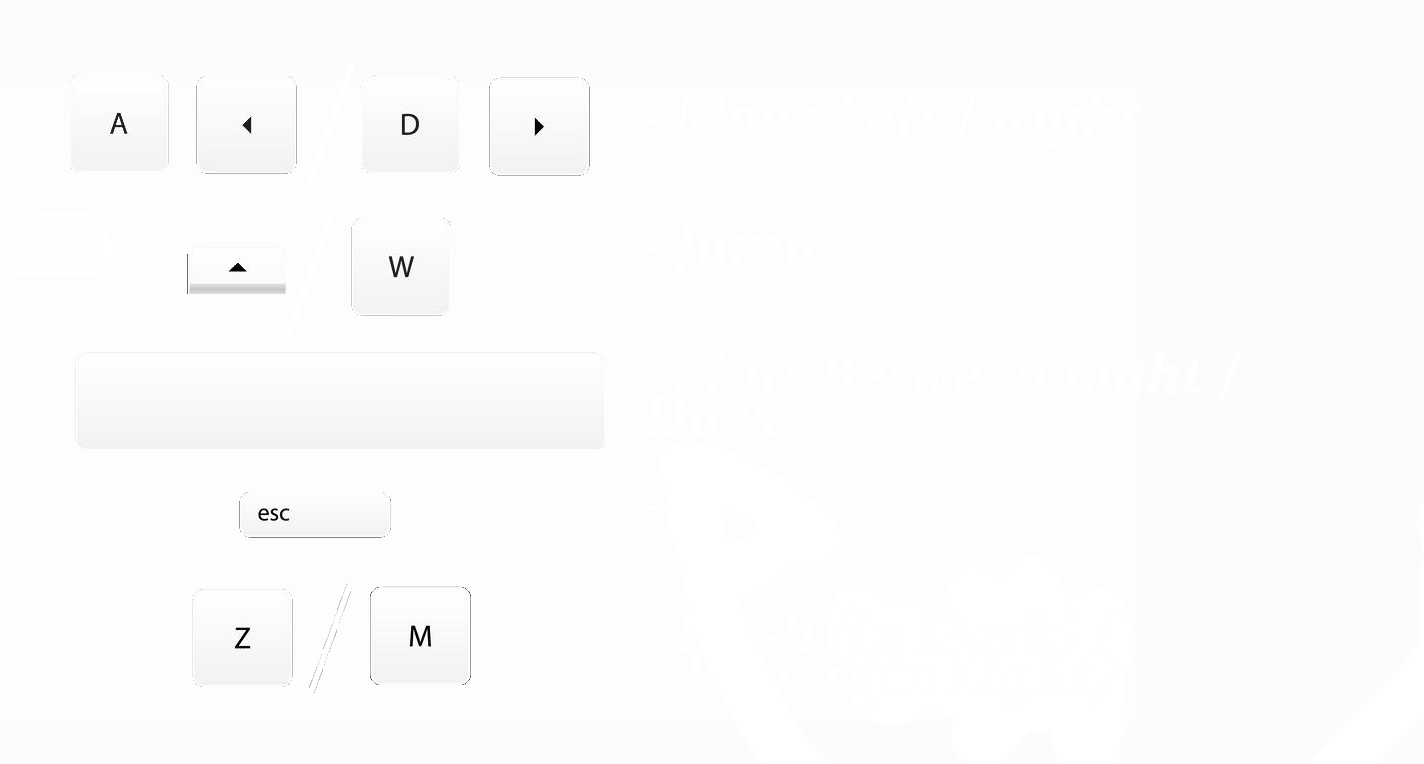 A D - Move Left / Right
/ W - Jump
- Shift Between Light /
Dark
esc -
Z / M